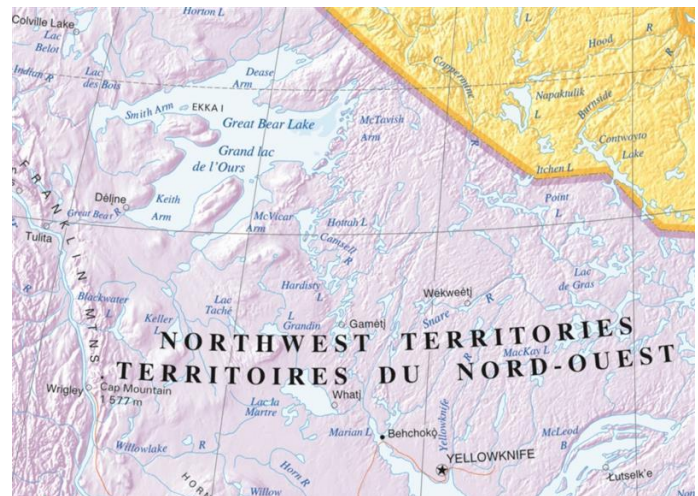 Horton L
Colville Lake
Lac
Belot
Hood
R
R
Indian R
Lac
des Bois
Dease
Arm
Coppermine
R
Napaktulik
L
Burnside
Smith Arm
EKKA I
Great Bear Lake
McTavish
Arm
Contwoyto
Lake
Grand lac
de l'Ours
Itchen L
FRANKLIN MTNS
Déline
Keith
Arm
Point
L
Great Bear R
McVicar
Arm
Hottah L
Tulita
Camsell
R
R
Blackwater
L
Hardisty
L
Lac
de Gras
Lac
Taché
Wekweètì
Keller
L
Grandin
L
Gamètì
Snare R
NORTHWEST TERRITORIES
MacKay L
TERRITOIRES DU NORD-OUEST
Wrigley
Cap Mountain
1 577 m
Lac la
Martre
Whatì
Yellowknife
R
Marian L
Behchokǫ̀
McLeod
B
Willowlake R
YELLOWKNIFE
Horn R
HORN
Willow
Łutselk'e